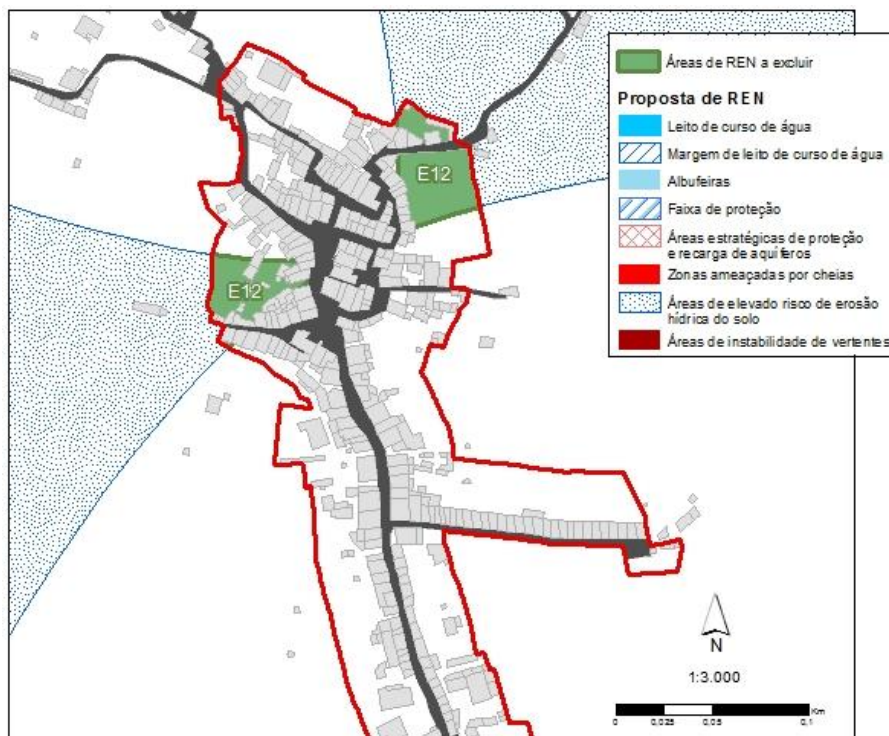 Áreas de REN a excluir
Proposta de REN
Leito de curso de água
Margem de leito de curso de água
Albufeiras
Faixa de proteção
Áreas estratégicas de proteção
e recarga de aquíferos
Zonas ameaçadas por cheias
Áreas de elevado risco de erosão
hídrica do solo
Áreas de instabilidade de vertentes
E12
E12
N
1:3.000
Km
0 0,025 0,05 0,1